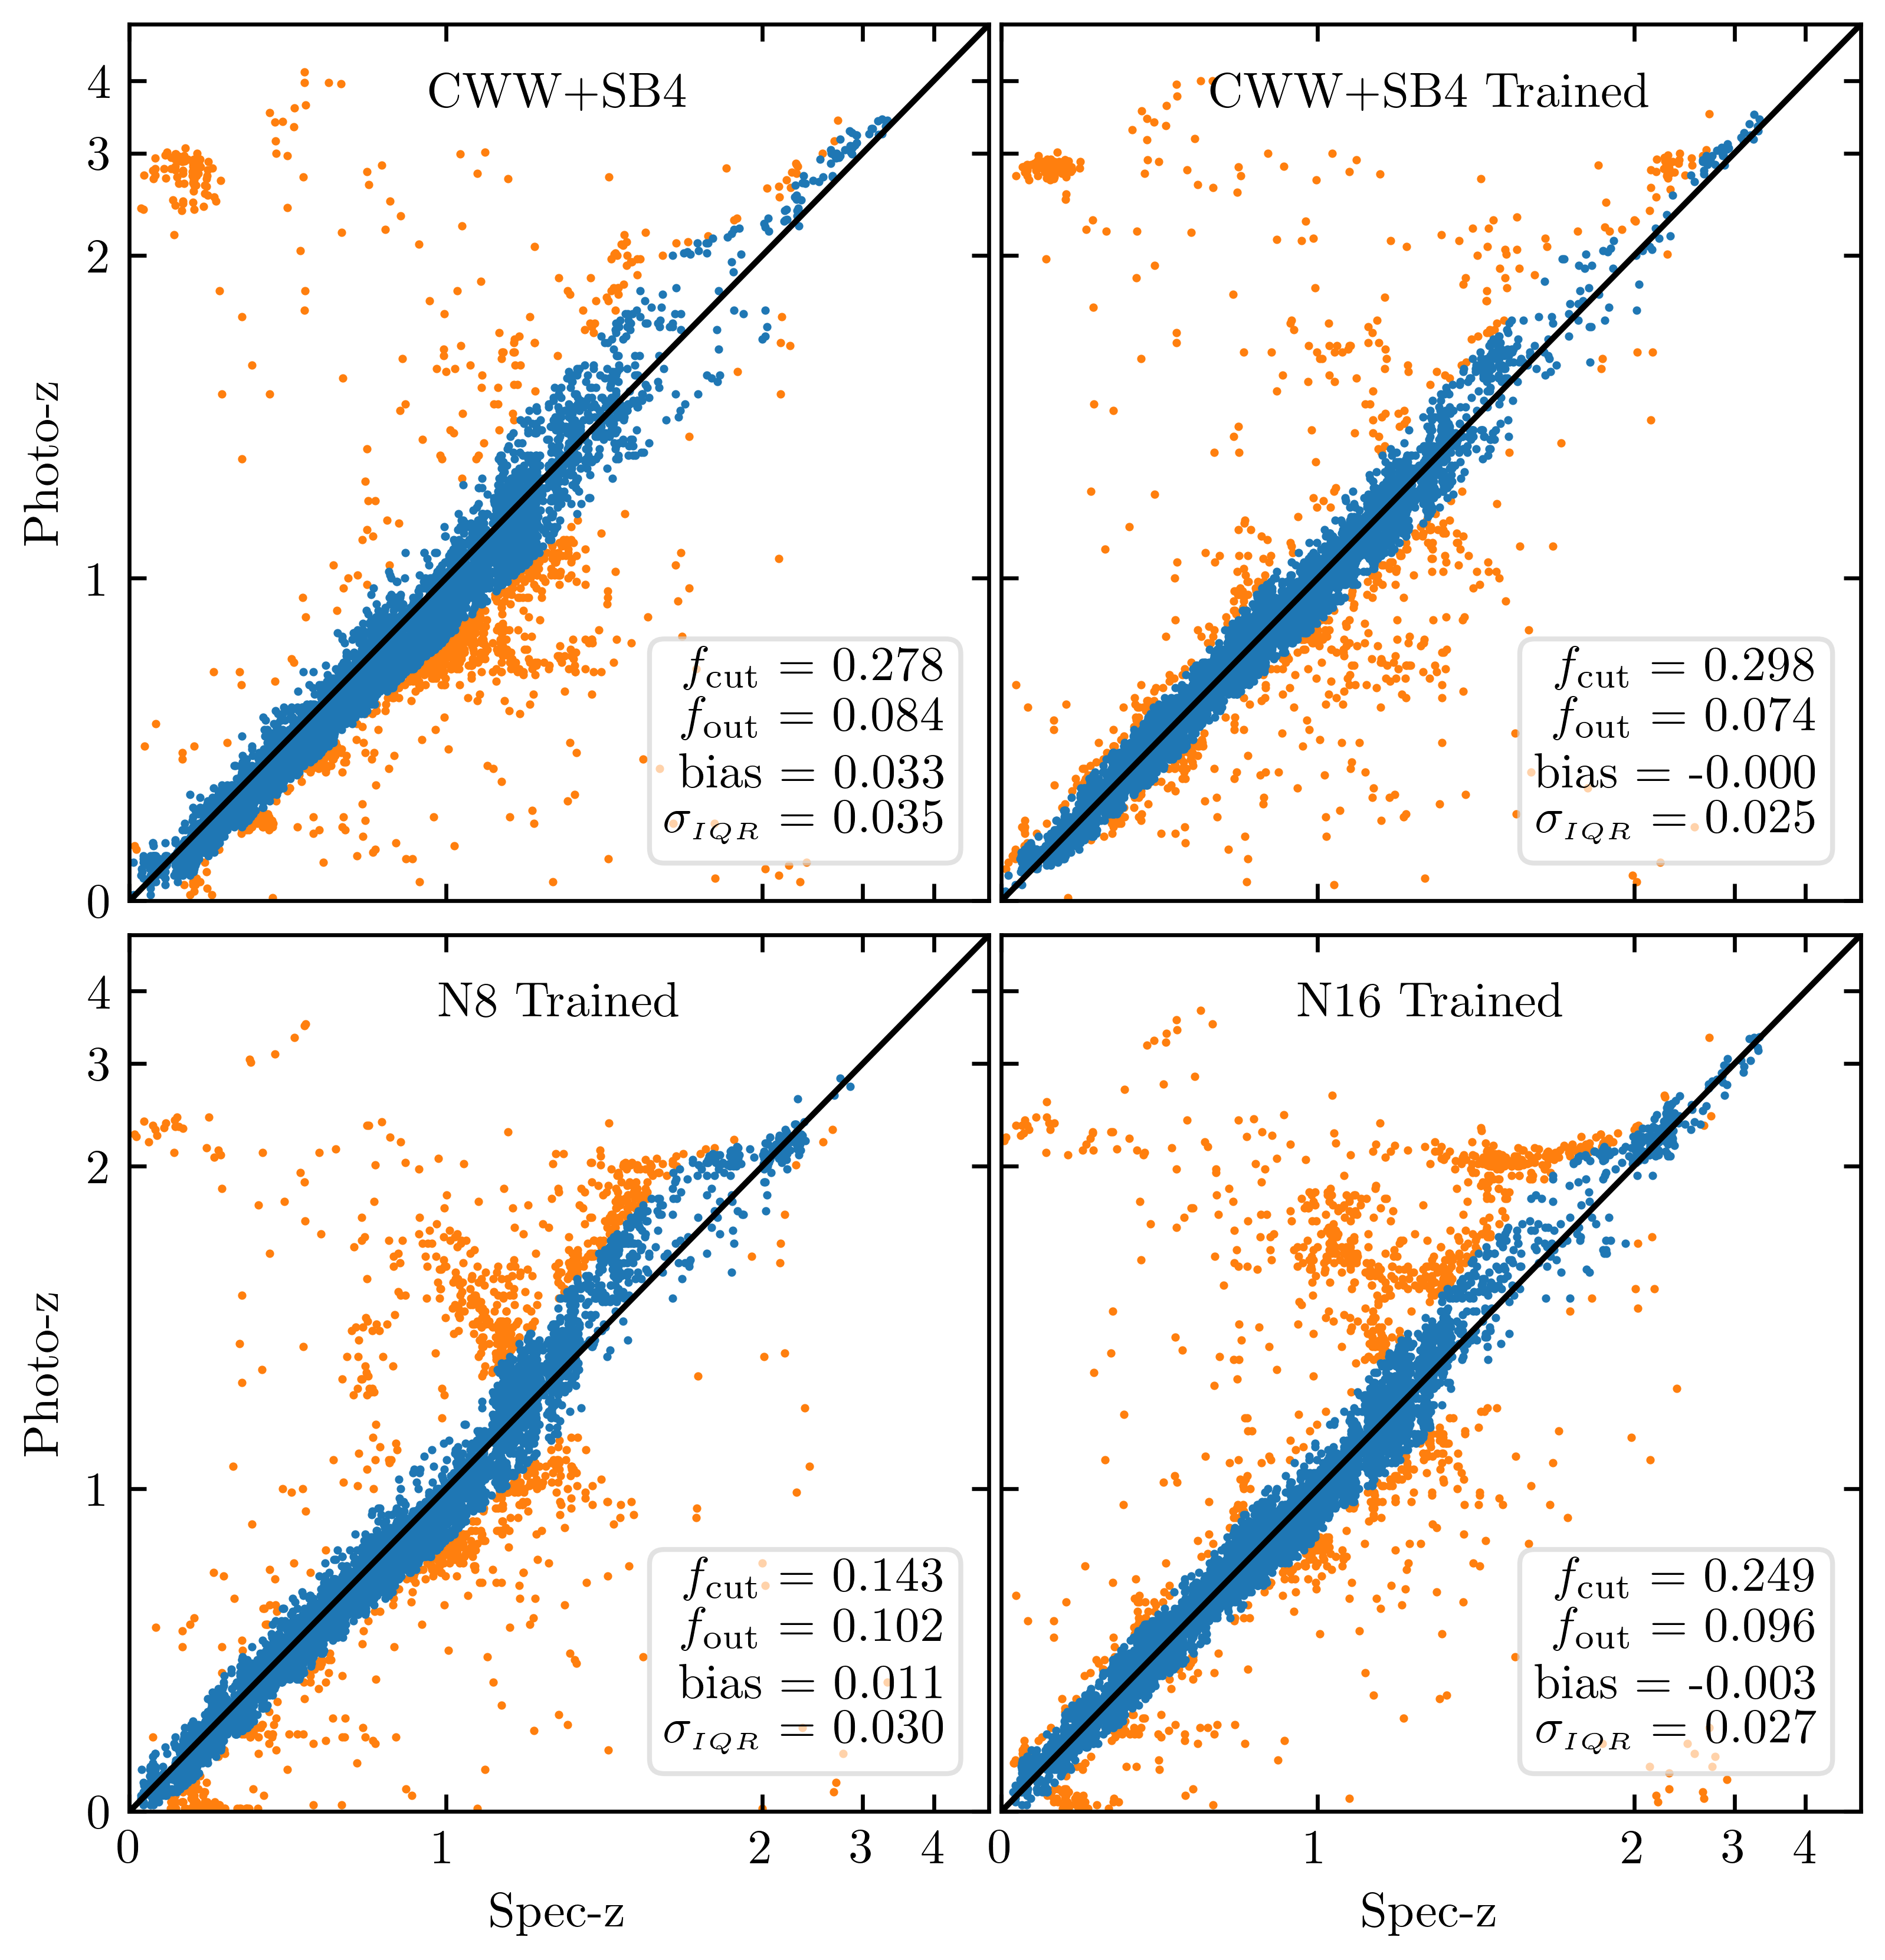 CWW+SB4
4
3
2
1
0
Photo-z
f_cut = 0.278
f_out = 0.084
bias = 0.033
σ_IQR = 0.035
CWW+SB4 Trained
f_cut = 0.298
f_out = 0.074
bias = -0.000
σ_IQR = 0.025
N8 Trained
4
3
2
1
0
Photo-z
f_cut = 0.143
f_out = 0.102
bias = 0.011
σ_IQR = 0.030
0 1 2 3 4
Spec-z
N16 Trained
f_cut = 0.249
f_out = 0.096
bias = -0.003
σ_IQR = 0.027
0 1 2 3 4
Spec-z